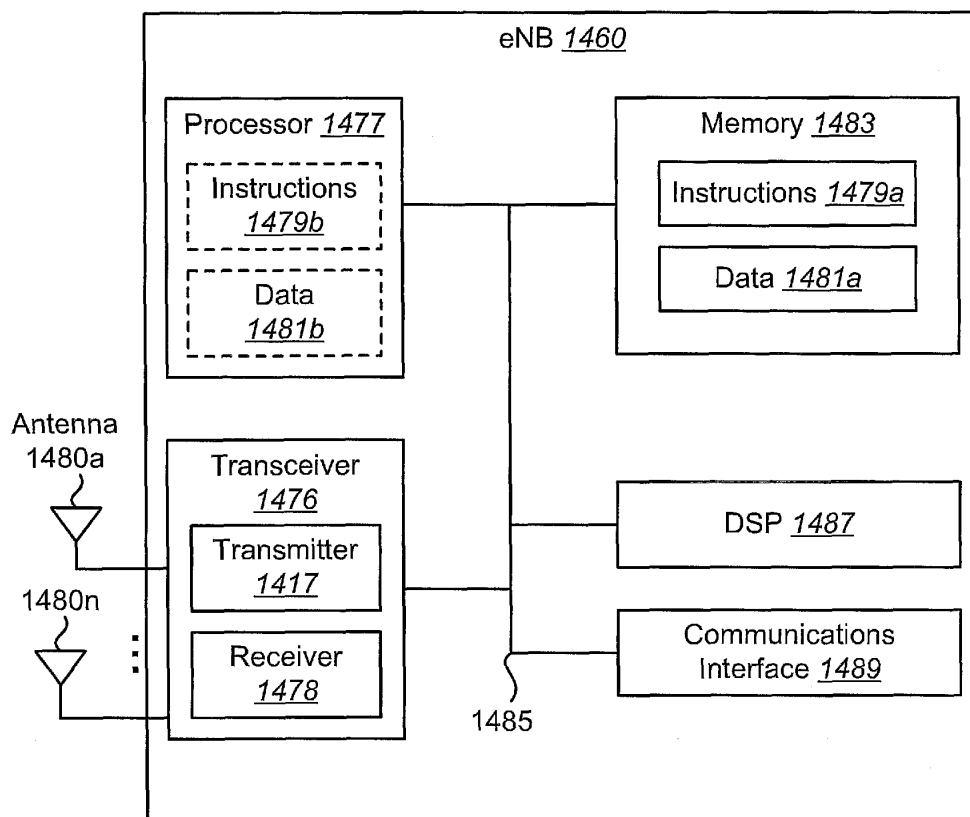 eNB 1460
Processor 1477
Instructions
1479b
Data
1481b
Memory 1483
Instructions 1479a
Data 1481a
Antenna
1480a
1480n
Transceiver
1476
Transmitter
1417
Receiver
1478
DSP 1487
Communications
Interface 1489
1485